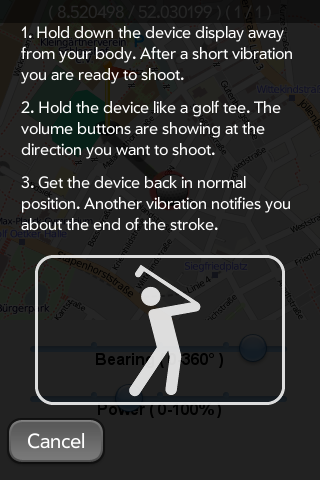 ( 8.520498 / 52.030199 ) ( 1 / 1 )
1. Hold down the device display away
from your body. After a short vibration
you are ready to shoot.
2. Hold the device like a golf tee. The
volume buttons are showing at the
direction you want to shoot.
3. Get the device back in normal
position. Another vibration notifies you
about the end of the stroke.
Siegfriedplatz
Bürgerpark
360° )
Power ( 0-100% )
Cancel